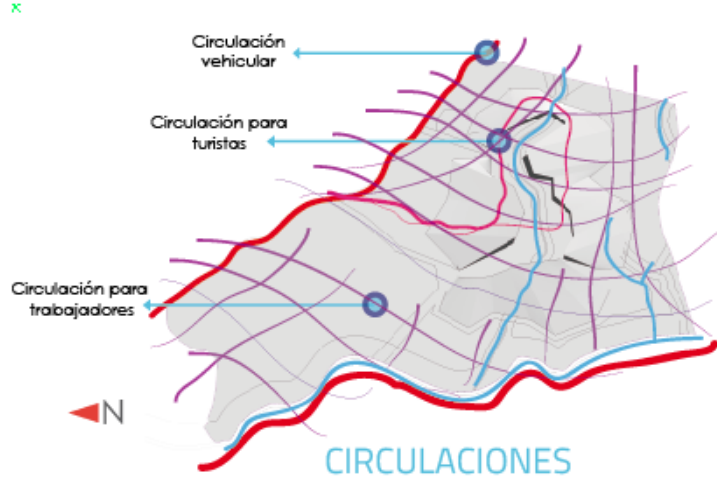 x
Circulación
vehicular
Circulación para
turistas
Circulación para
trabajadores
N
CIRCULACIONES